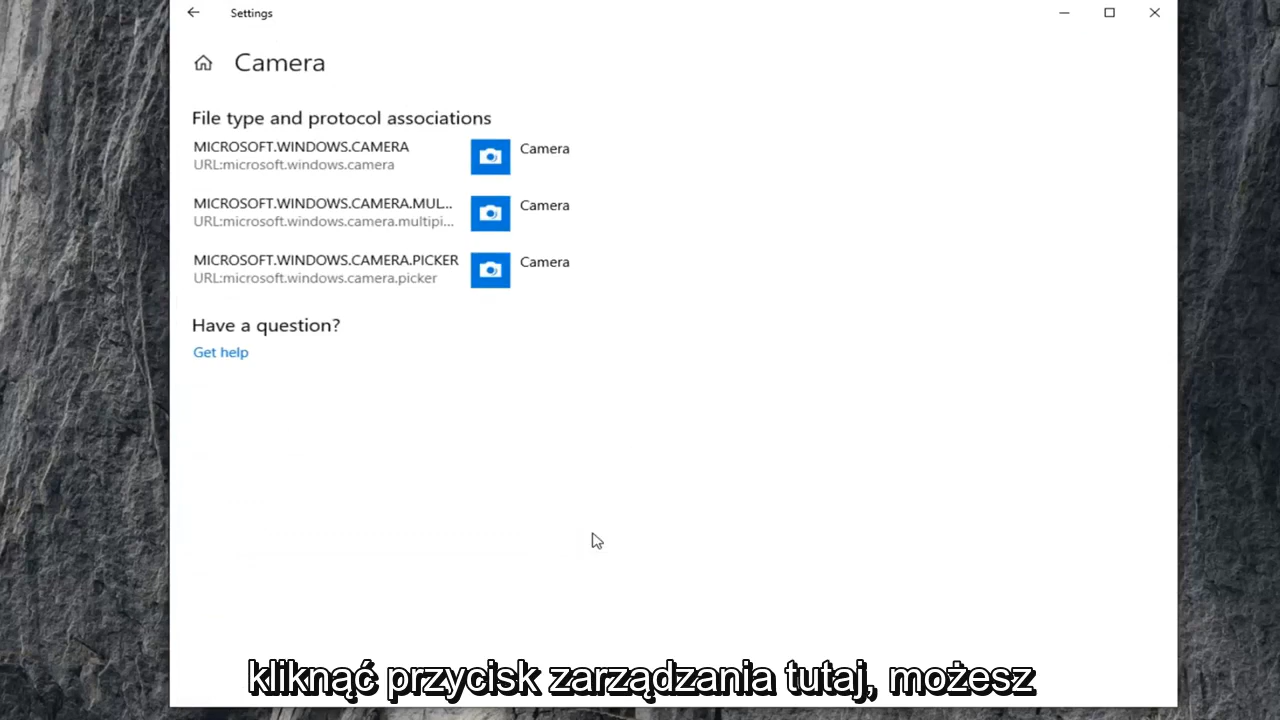 Settings
Camera
File type and protocol associations
MICROSOFT.WINDOWS.CAMERA
URL:microsoft.windows.camera
Camera
MICROSOFT.WINDOWS.CAMERA.MUL...
URL:microsoft.windows.camera.multipi...
Camera
MICROSOFT.WINDOWS.CAMERA.PICKER
URL:microsoft.windows.camera.picker
Camera
Have a question?
Get help
kliknąć przycisk zarządzania tutaj, możesz